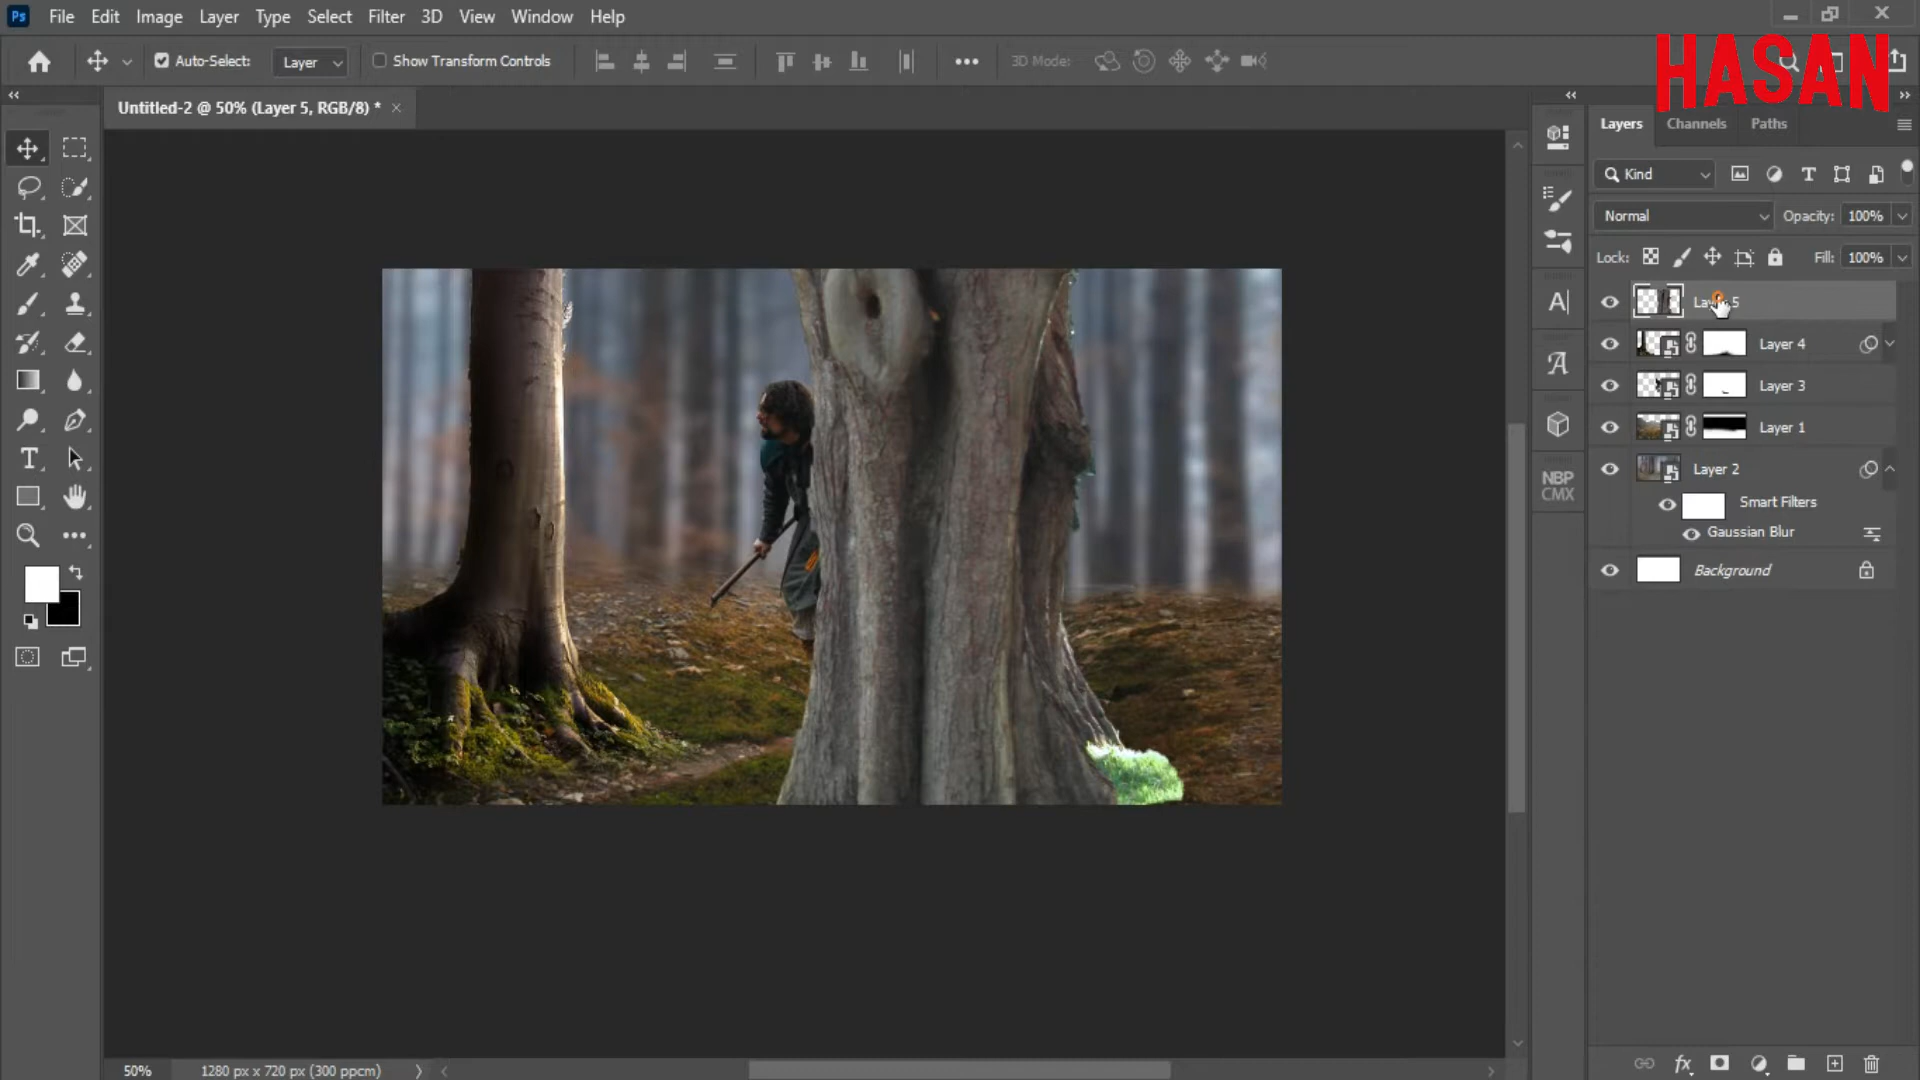 Ps File Edit Image Layer Type Select Filter 3D View Window Help
Auto-Select: Layer Show Transform Controls 3D Mode:
HASAN
Untitled-2 @ 50% (Layer 5, RGB/8) *
Layers Channels Paths
Kind
Normal Opacity: 100%
Lock: Fill: 100%
Layer 4
Layer 3
Layer 1
Layer 2
Smart Filters
Gaussian Blur
Background
NBP
CMX
50% 1280 px x 720 px (300 ppcm)